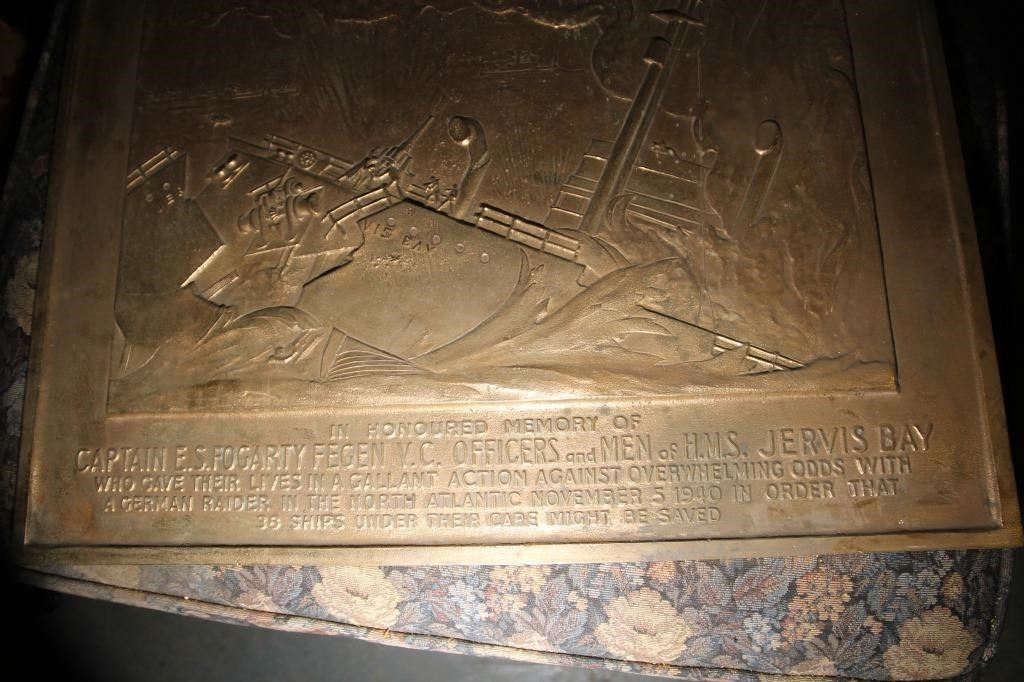 VIS BAY
IN HONOURED MEMORY OF
CAPTAIN E.S. FOGARTY FEGEN V.C. OFFICERS and MEN of H.M.S. JERVIS BAY
WHO GAVE THEIR LIVES IN A GALLANT ACTION AGAINST OVERWHELMING ODDS WITH
A GERMAN RAIDER IN THE NORTH ATLANTIC NOVEMBER 5 1940 IN ORDER THAT
38 SHIPS UNDER THEIR CARE MIGHT BE SAVED